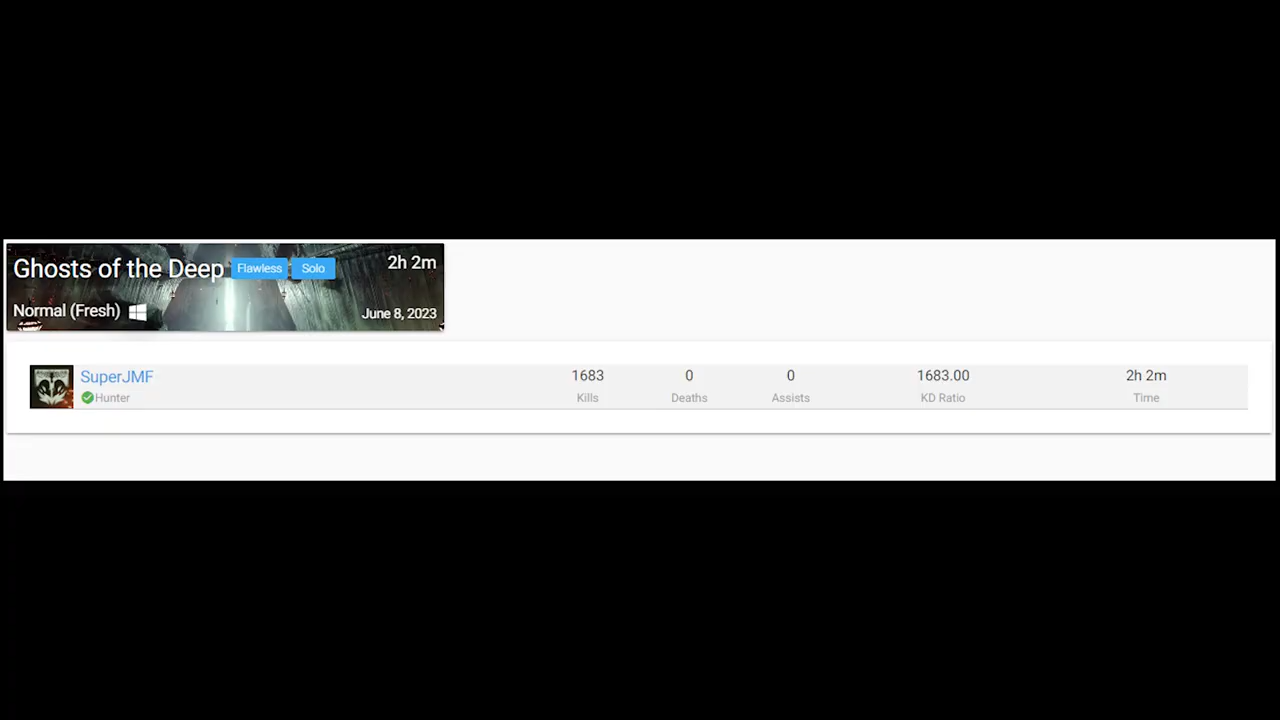 Ghosts of the Deep Flawless Solo 2h 2m
Normal (Fresh) June 8, 2023
SuperJMF 1683 0 0 1683.00 2h 2m
Hunter Kills Deaths Assists KD Ratio Time